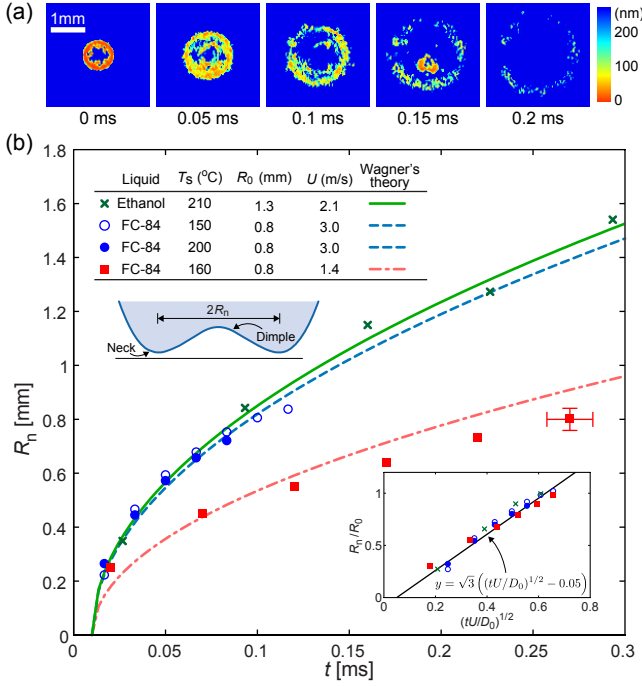 (a)
1mm
(nm)
0
100
200
0 ms
0.05 ms
0.1 ms
0.15 ms
0.2 ms
(b)
Liquid Ts (°C) R0 (mm) U (m/s) Wagner's theory
Ethanol 210 1.3 2.1
FC-84 150 0.8 3.0
FC-84 200 0.8 3.0
FC-84 160 0.8 1.4
2Rn
Dimple
Neck
Rn [mm]
1.8
1.6
1.4
1.2
1
0.8
0.6
0.4
0.2
0
0 0.05 0.1 0.15 0.2 0.25 0.3
t [ms]
Rn/R0
1
0.5
0
y = √3 ((tU/D0)^1/2 − 0.05)
0 0.2 0.4 0.6 0.8
(tU/D0)^1/2